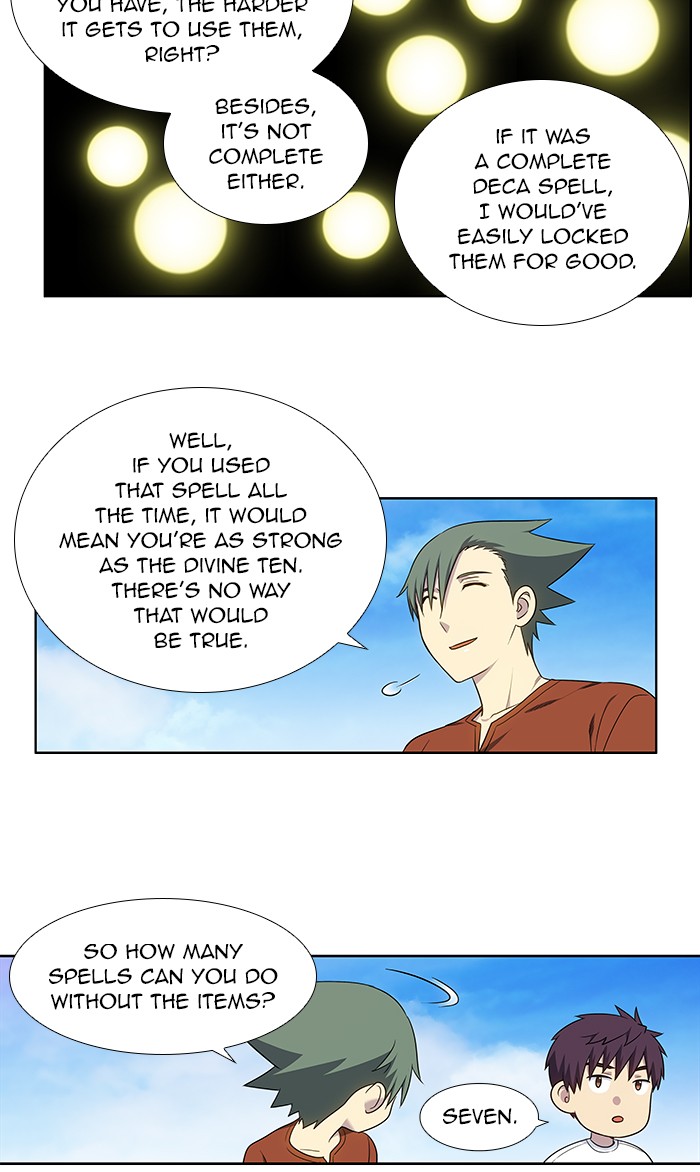 YOU HAVE, THE HARDER
IT GETS TO USE THEM,
RIGHT?
BESIDES,
IT'S NOT
COMPLETE
EITHER.
IF IT WAS
A COMPLETE
DECA SPELL,
I WOULD'VE
EASILY LOCKED
THEM FOR GOOD.
WELL,
IF YOU USED
THAT SPELL ALL
THE TIME, IT WOULD
MEAN YOU'RE AS STRONG
AS THE DIVINE TEN.
THERE'S NO WAY
THAT WOULD
BE TRUE.
SO HOW MANY
SPELLS CAN YOU DO
WITHOUT THE ITEMS?
SEVEN.